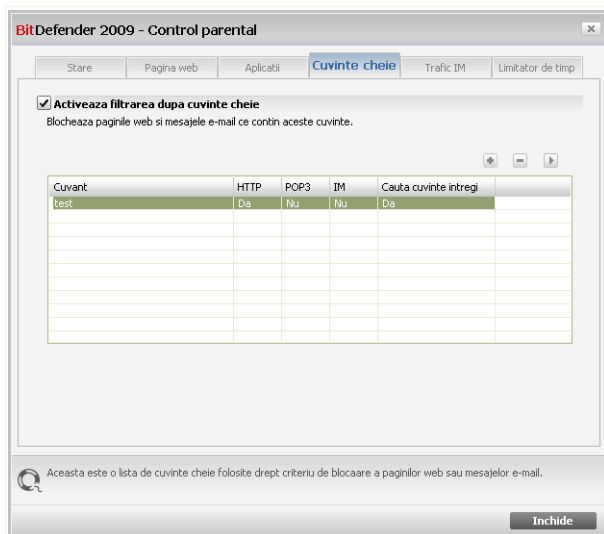 BitDefender 2009 - Control parental
Stare Pagina web Aplicatii Cuvinte cheie Trafic IM Limitator de timp
Activeaza filtrarea dupa cuvinte cheie
Blocheaza paginile web si mesajele e-mail ce contin aceste cuvinte.
Cuvant HTTP POP3 IM Cauta cuvinte intregi
test Da Nu Nu Da
Aceasta este o lista de cuvinte cheie folosite drept criteriu de blocaare a paginilor web sau mesajelor e-mail.
Inchide